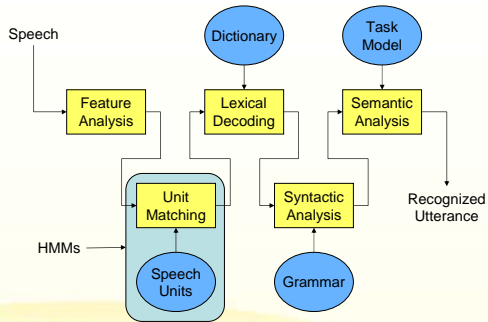 Speech
Dictionary
Task
Model
Feature
Analysis
Lexical
Decoding
Semantic
Analysis
Unit
Matching
Syntactic
Analysis
Recognized
Utterance
HMMs
Speech
Units
Grammar